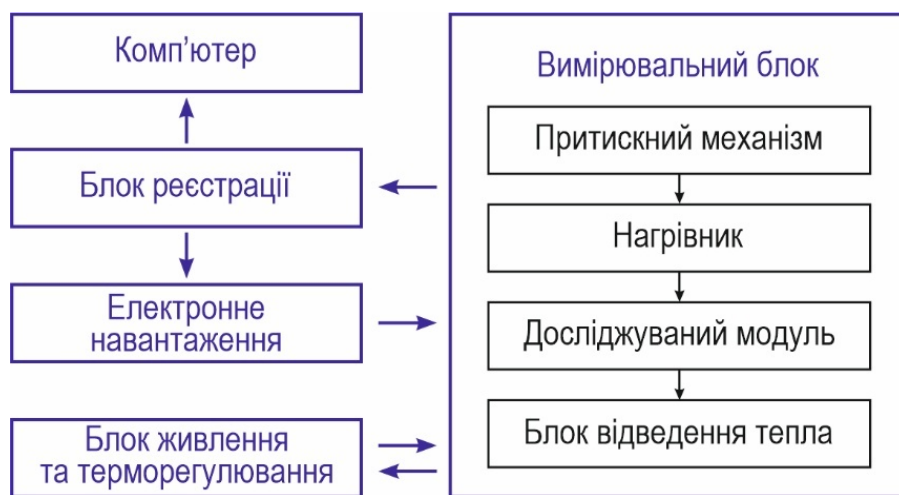 Комп’ютер
Блок реєстрації
Електронне
навантаження
Блок живлення
та терморегулювання
Вимірювальний блок
Притискний механізм
Нагрівник
Досліджуваний модуль
Блок відведення тепла